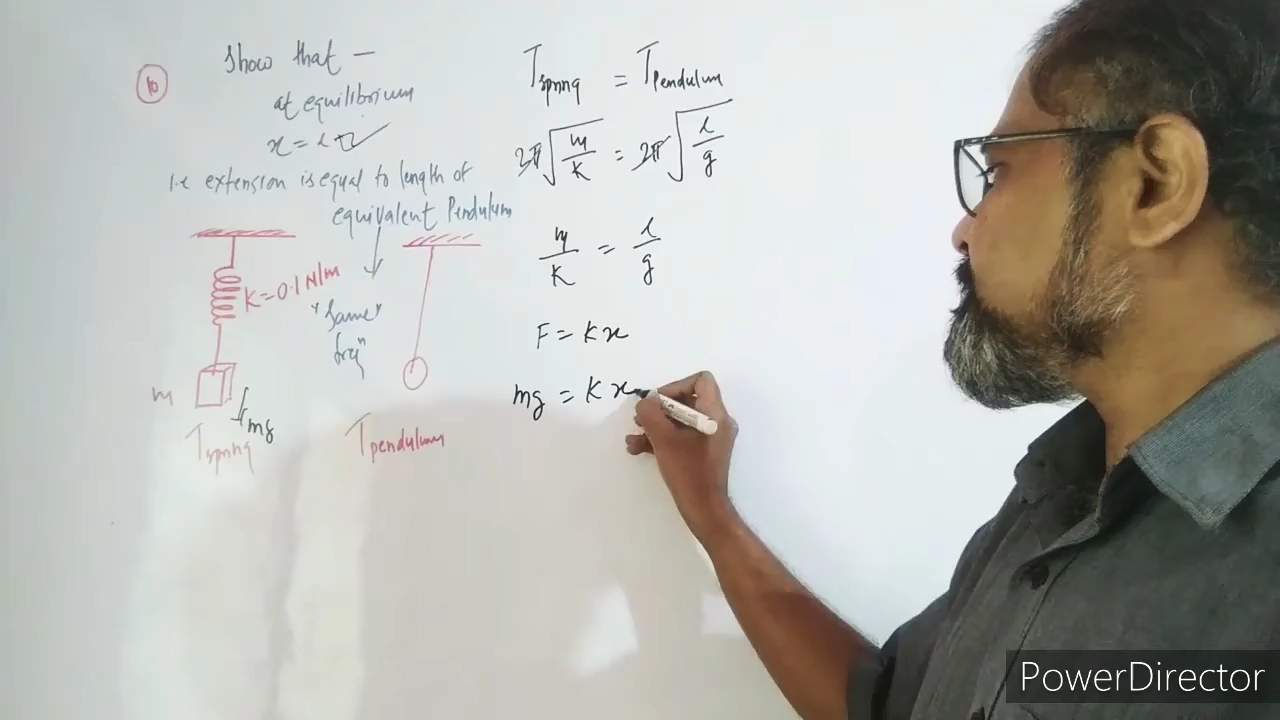 10
Show that –
at equilibrium
x = l
i.e extension is equal to length of
equivalent Pendulum
K = 0.1 N/m
"Same"
frqⁿ
m
mg
Tspring
Tpendulum
Tspring = TPendulum
2π√(m/K) = 2π√(l/g)
m/K = l/g
F = Kx
mg = Kx
PowerDirector